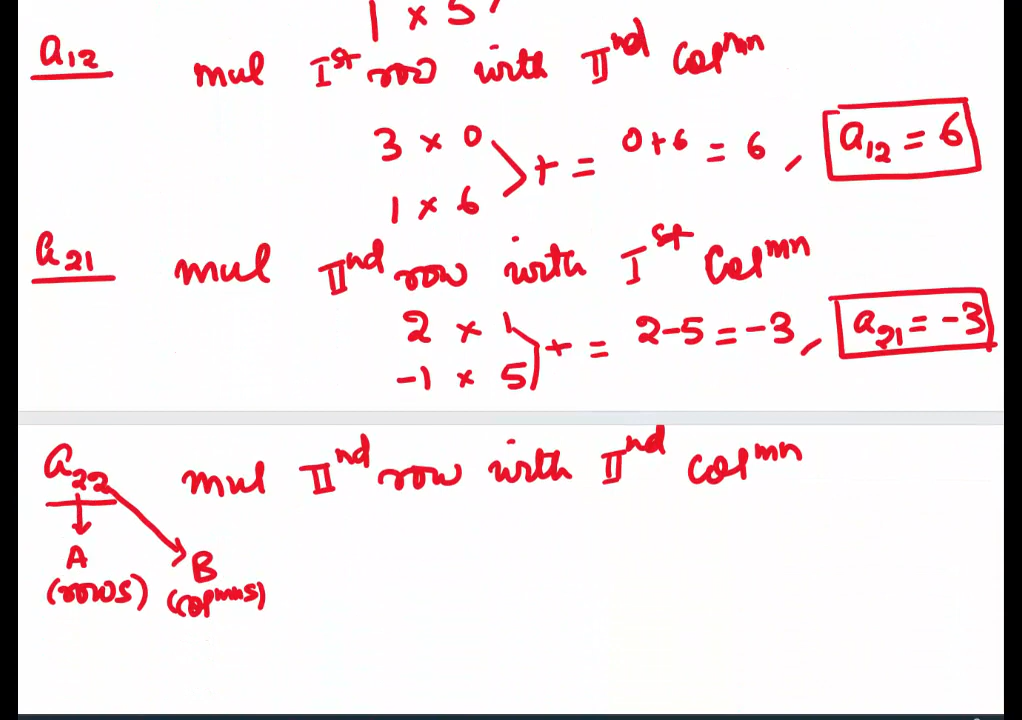 1 × 5
a12 mul Ist row with IInd Colmn
3 × 0
+ = 0+6 = 6, a12 = 6
1 × 6
a21 mul IInd row with Ist Colmn
2 × 1
+ = 2-5 = -3, a21 = -3
-1 × 5
a22 mul IInd row with IInd colmn
A B
(rows) (colmns)